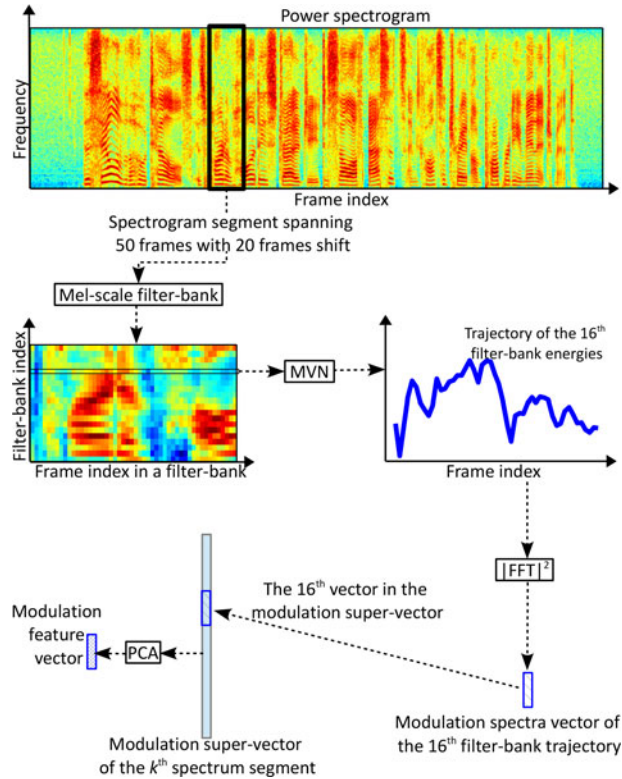 Power spectrogram
Frequency
Frame index
Spectrogram segment spanning
50 frames with 20 frames shift
Mel-scale filter-bank
Filter-bank index
Frame index in a filter-bank
MVN
Trajectory of the 16th
filter-bank energies
Frame index
|FFT|²
The 16th vector in the
modulation super-vector
Modulation
feature
vector
PCA
Modulation super-vector
of the kth spectrum segment
Modulation spectra vector of
the 16th filter-bank trajectory